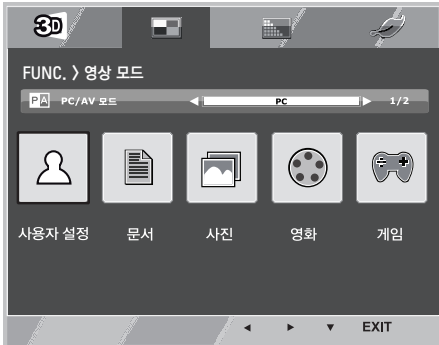 3D
FUNC. > 영상 모드
PA PC/AV 모드 PC 1/2
사용자 설정 문서 사진 영화 게임
EXIT